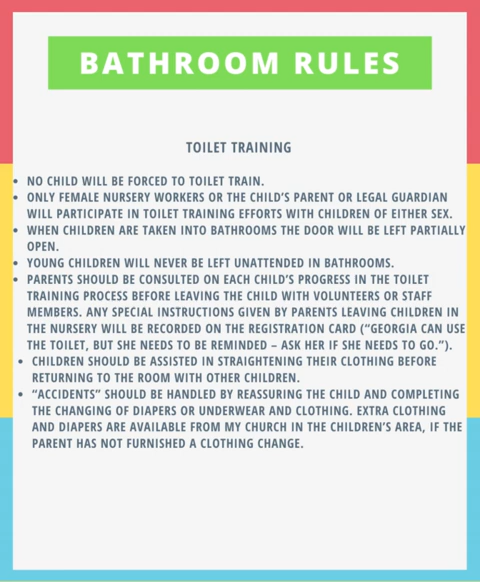 BATHROOM RULES
TOILET TRAINING
• NO CHILD WILL BE FORCED TO TOILET TRAIN.
• ONLY FEMALE NURSERY WORKERS OR THE CHILD'S PARENT OR LEGAL GUARDIAN
WILL PARTICIPATE IN TOILET TRAINING EFFORTS WITH CHILDREN OF EITHER SEX.
• WHEN CHILDREN ARE TAKEN INTO BATHROOMS THE DOOR WILL BE LEFT PARTIALLY
OPEN.
• YOUNG CHILDREN WILL NEVER BE LEFT UNATTENDED IN BATHROOMS.
• PARENTS SHOULD BE CONSULTED ON EACH CHILD'S PROGRESS IN THE TOILET
TRAINING PROCESS BEFORE LEAVING THE CHILD WITH VOLUNTEERS OR STAFF
MEMBERS. ANY SPECIAL INSTRUCTIONS GIVEN BY PARENTS LEAVING CHILDREN IN
THE NURSERY WILL BE RECORDED ON THE REGISTRATION CARD ("GEORGIA CAN USE
THE TOILET, BUT SHE NEEDS TO BE REMINDED – ASK HER IF SHE NEEDS TO GO.").
• CHILDREN SHOULD BE ASSISTED IN STRAIGHTENING THEIR CLOTHING BEFORE
RETURNING TO THE ROOM WITH OTHER CHILDREN.
• "ACCIDENTS" SHOULD BE HANDLED BY REASSURING THE CHILD AND COMPLETING
THE CHANGING OF DIAPERS OR UNDERWEAR AND CLOTHING. EXTRA CLOTHING
AND DIAPERS ARE AVAILABLE FROM MY CHURCH IN THE CHILDREN'S AREA, IF THE
PARENT HAS NOT FURNISHED A CLOTHING CHANGE.